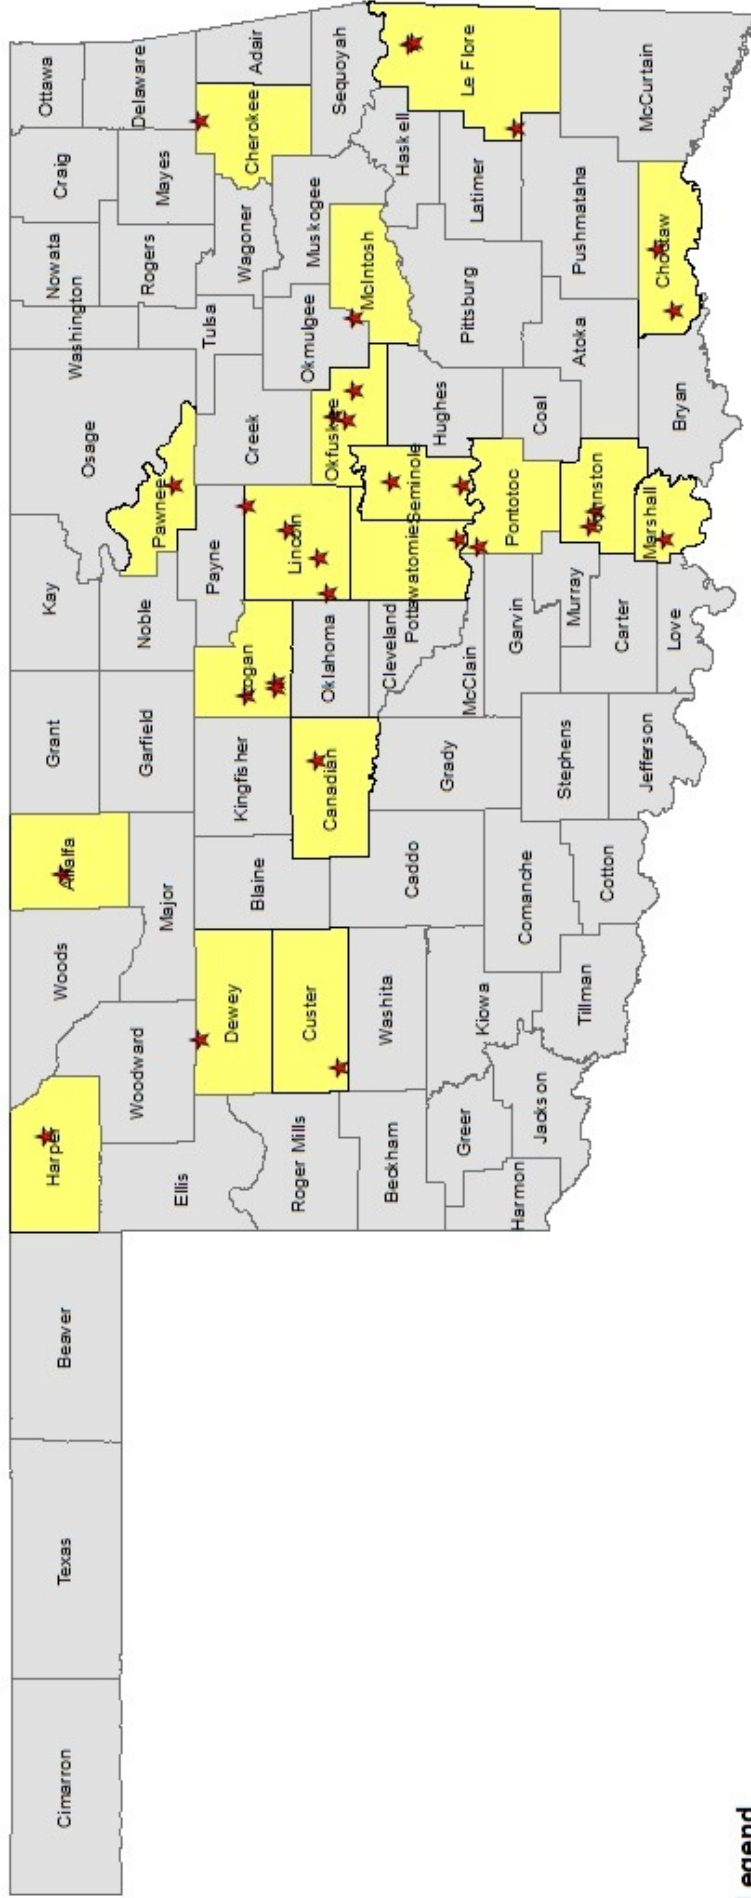 Cimarron
Texas
Beaver
Harper
Woods
Alfalfa
Grant
Kay
Osage
Washington
Nowata
Craig
Ottawa
Ellis
Woodward
Major
Garfield
Noble
Pawnee
Rogers
Mayes
Delaware
Roger Mills
Dewey
Custer
Blaine
Kingfisher
Logan
Payne
Creek
Tulsa
Wagoner
Cherokee
Adair
Canadian
Oklahoma
Lincoln
Okfuskee
Okmulgee
Muskogee
McIntosh
Sequoyah
Beckham
Washita
Caddo
Grady
Cleveland
Pottawatomie
Seminole
Hughes
Pittsburg
Haskell
Le Flore
Latimer
Greer
Kiowa
Comanche
McClain
Garvin
Pontotoc
Coal
Harmon
Jackson
Tillman
Cotton
Stephens
Murray
Carter
Johnston
Atoka
Pushmataha
McCurtain
Jefferson
Love
Marshall
Bryan
Choctaw
Legend